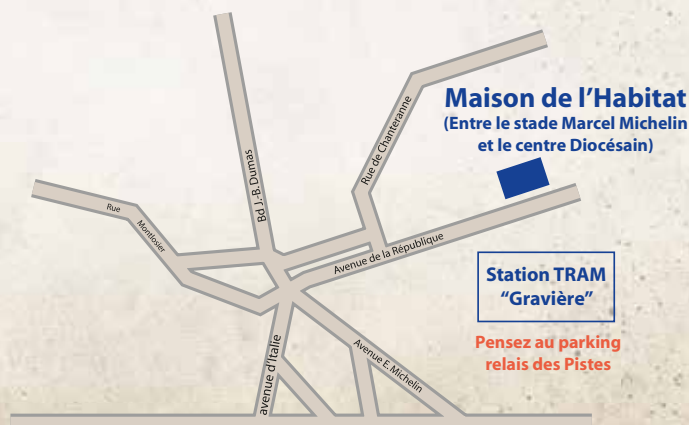 Maison de l'Habitat
(Entre le stade Marcel Michelin
et le centre Diocésain)
Rue de Chanteranne
Bd J.-B. Dumas
Rue
Montlosier
Avenue de la République
Station TRAM
“Gravière”
Pensez au parking
relais des Pistes
avenue d'Italie
Avenue E. Michelin